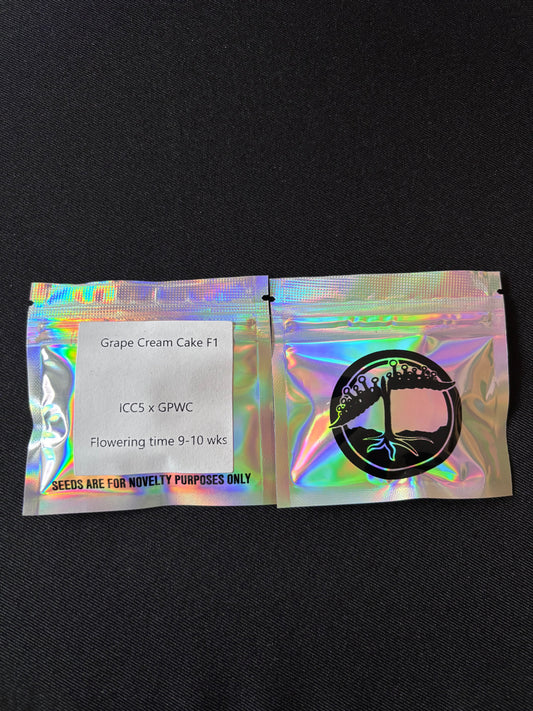 Grape Cream Cake F1
ICC5 x GPWC
Flowering time 9-10 wks
SEEDS ARE FOR NOVELTY PURPOSES ONLY